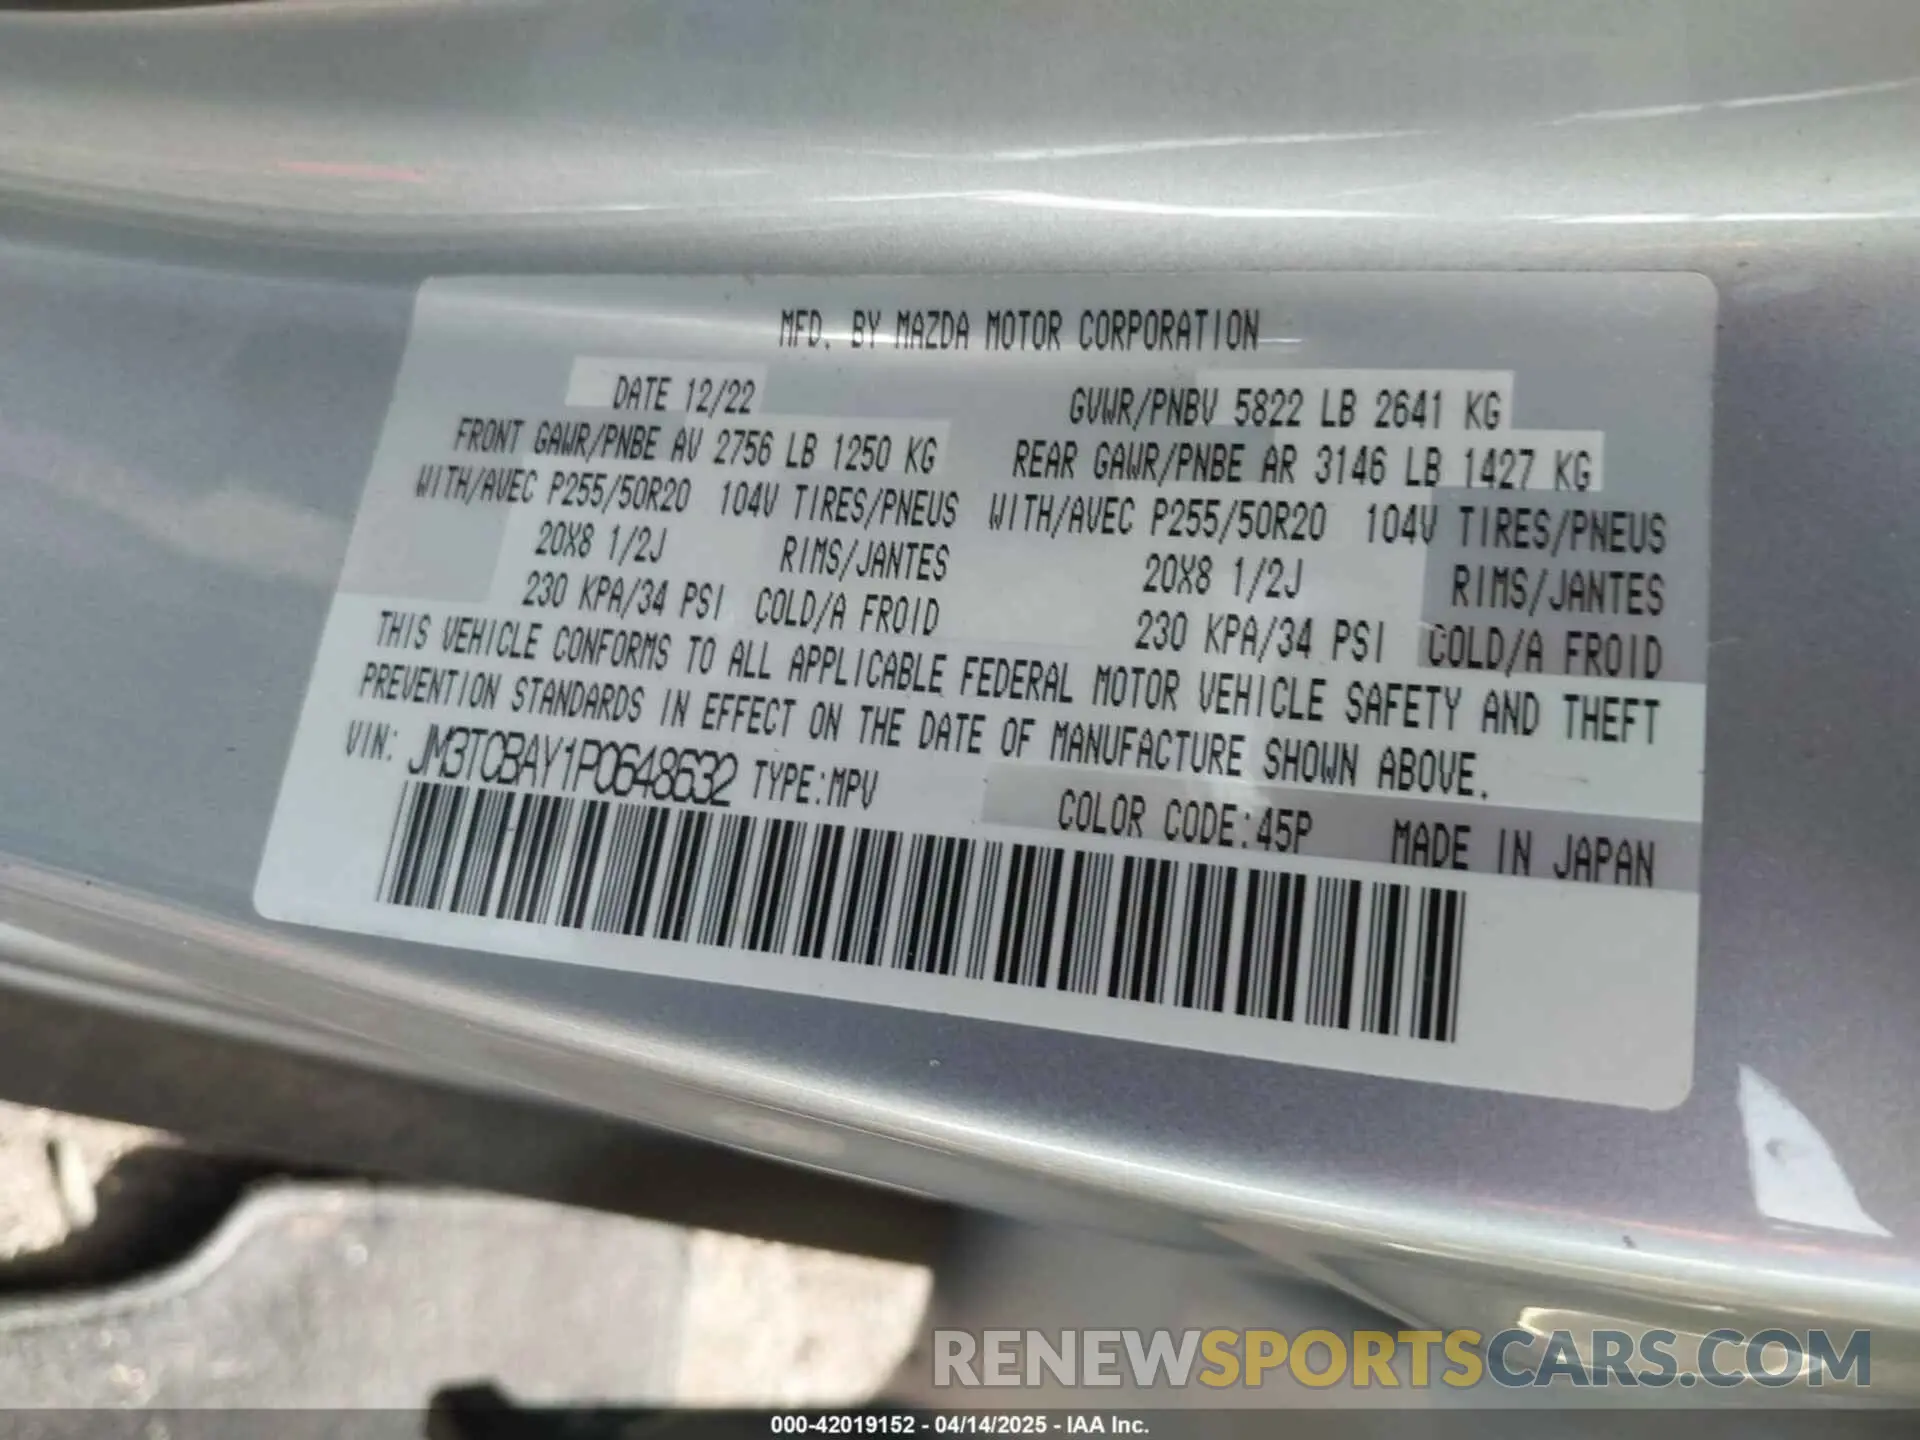 MFD. BY MAZDA MOTOR CORPORATION
DATE 12/22 GVWR/PNBV 5822 LB 2641 KG
FRONT GAWR/PNBE AV 2756 LB 1250 KG REAR GAWR/PNBE AR 3146 LB 1427 KG
WITH/AVEC P255/50R20 104V TIRES/PNEUS WITH/AVEC P255/50R20 104V TIRES/PNEUS
20X8 1/2J RIMS/JANTES 20X8 1/2J RIMS/JANTES
230 KPA/34 PSI COLD/A FROID 230 KPA/34 PSI COLD/A FROID
THIS VEHICLE CONFORMS TO ALL APPLICABLE FEDERAL MOTOR VEHICLE SAFETY AND THEFT
PREVENTION STANDARDS IN EFFECT ON THE DATE OF MANUFACTURE SHOWN ABOVE.
VIN: JM3TCBAY1P0648632 TYPE:MPV COLOR CODE:45P MADE IN JAPAN
RENEWSPORTSCARS.COM
000-42019152 - 04/14/2025 - IAA Inc.